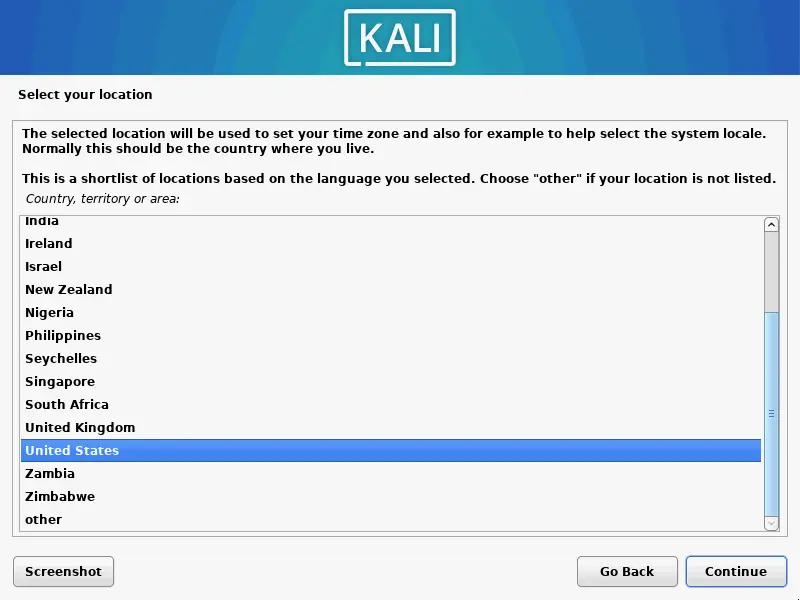 KALI
Select your location
The selected location will be used to set your time zone and also for example to help select the system locale.
Normally this should be the country where you live.
This is a shortlist of locations based on the language you selected. Choose "other" if your location is not listed.
Country, territory or area:
India
Ireland
Israel
New Zealand
Nigeria
Philippines
Seychelles
Singapore
South Africa
United Kingdom
United States
Zambia
Zimbabwe
other
Screenshot
Go Back
Continue